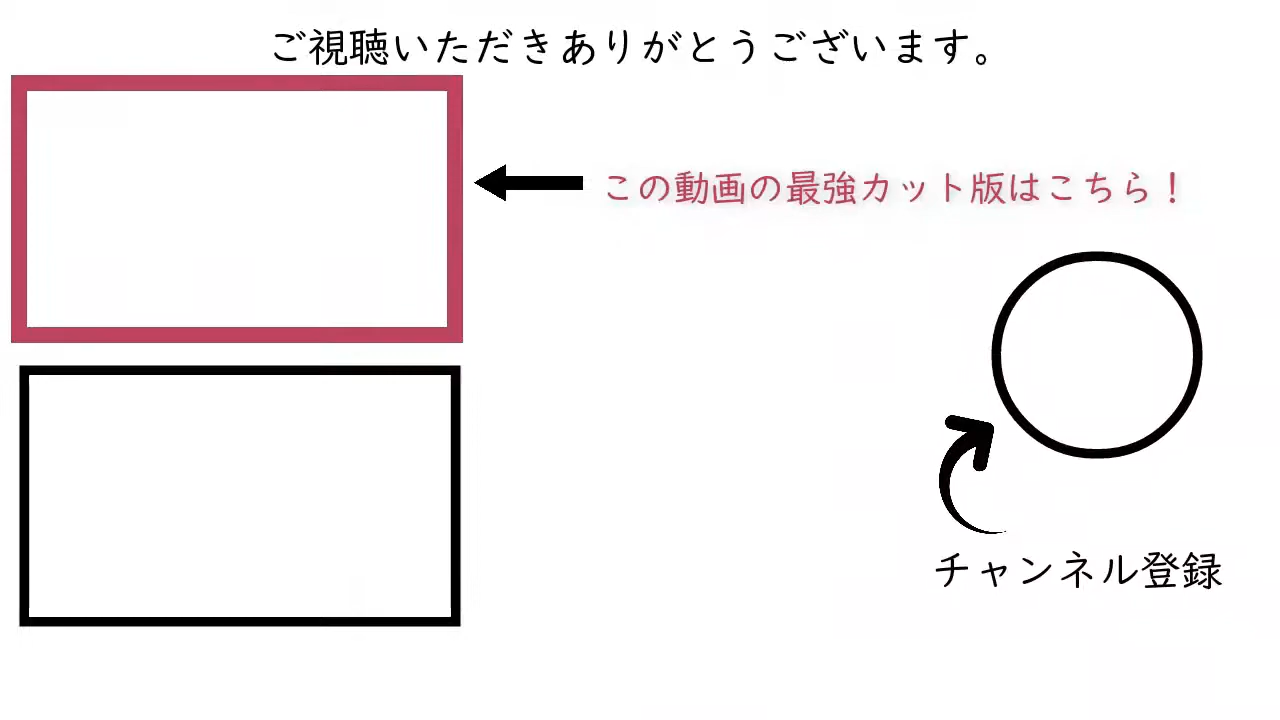 ご視聴いただきありがとうございます。
この動画の最強カット版はこちら！
チャンネル登録